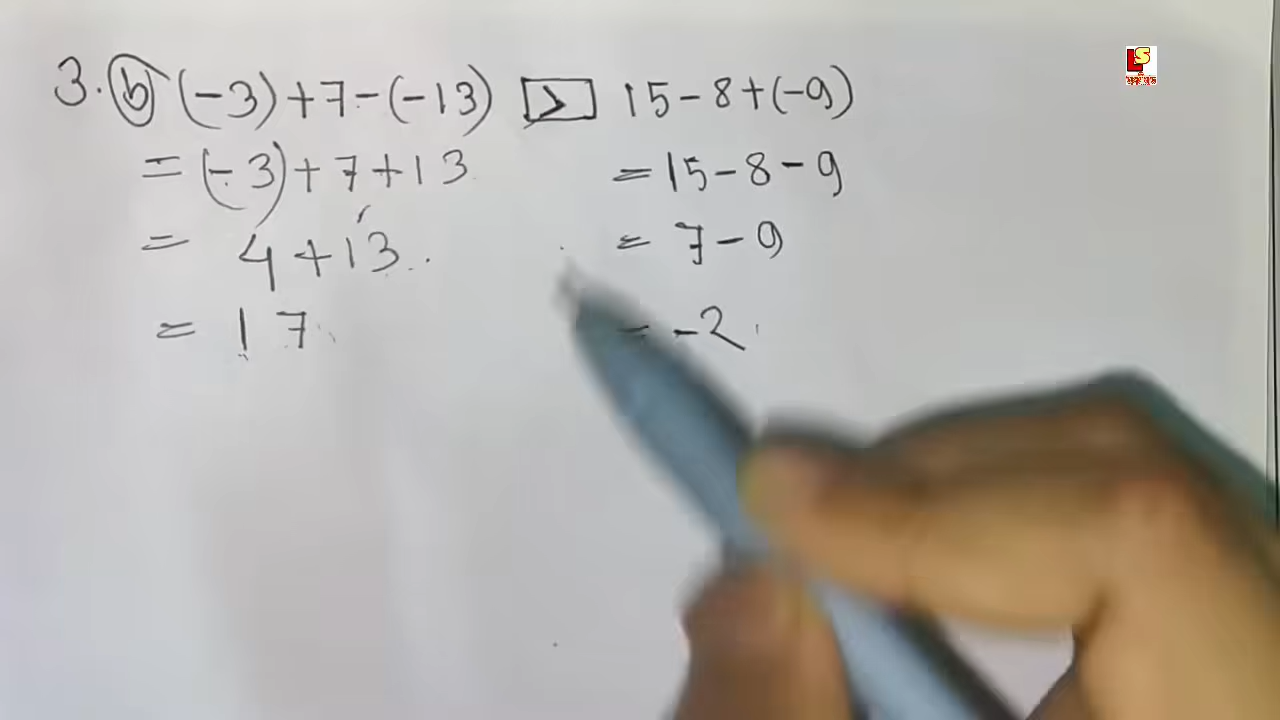 3. (b) (-3)+7-(-13) > 15-8+(-9)
= (-3)+7+13 = 15-8-9
= 4+13 = 7-9
= 17 = -2
LS